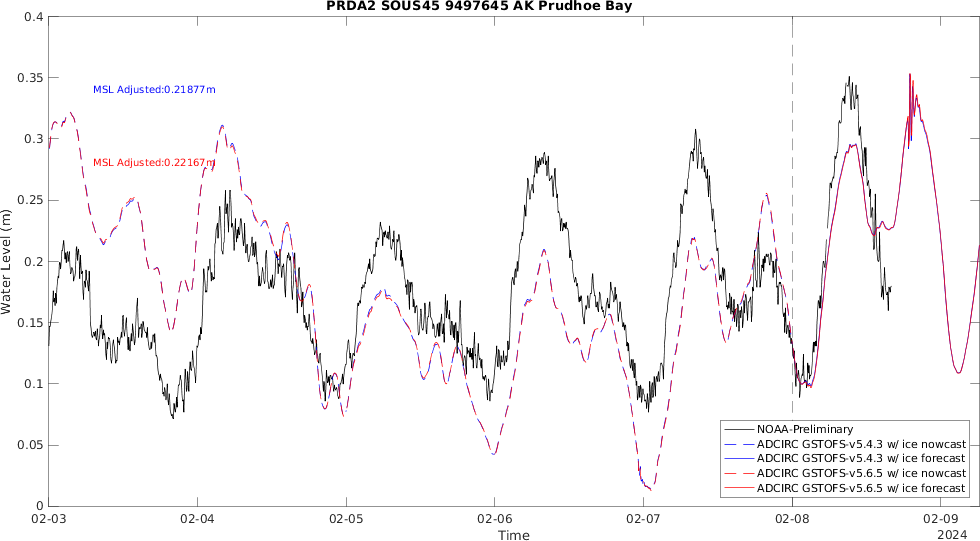 PRDA2 SOUS45 9497645 AK Prudhoe Bay
0.4
0.35
0.3
0.25
0.2
0.15
0.1
0.05
0
Water Level (m)
MSL Adjusted:0.21877m
MSL Adjusted:0.22167m
NOAA-Preliminary
ADCIRC GSTOFS-v5.4.3 w/ ice nowcast
ADCIRC GSTOFS-v5.4.3 w/ ice forecast
ADCIRC GSTOFS-v5.6.5 w/ ice nowcast
ADCIRC GSTOFS-v5.6.5 w/ ice forecast
02-03 02-04 02-05 02-06 02-07 02-08 02-09
2024
Time